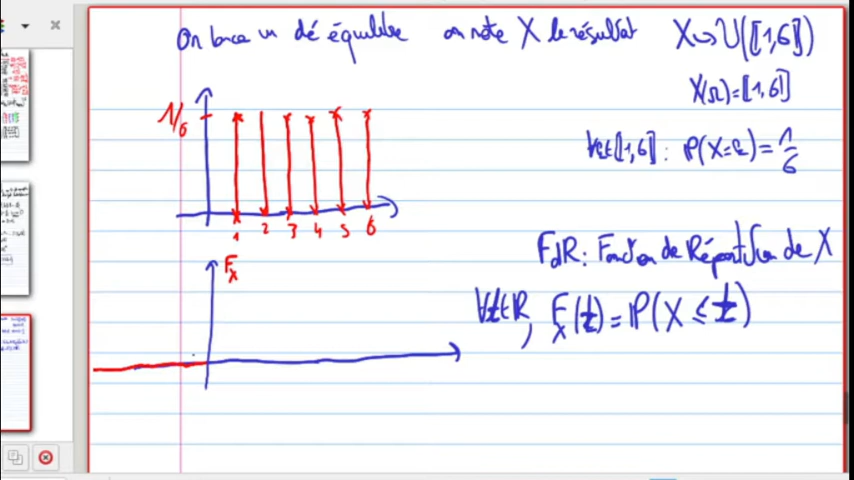 On lance un dé équilibré on note X le résultat X↪U(⟦1,6⟧)
X(Ω)=⟦1,6⟧
1/6
∀k∈⟦1,6⟧: ℙ(X=k)=1/6
1 2 3 4 5 6
FdR: Fonction de Répartition de X
F_X
∀t∈ℝ, F_X(t)=ℙ(X≤t)